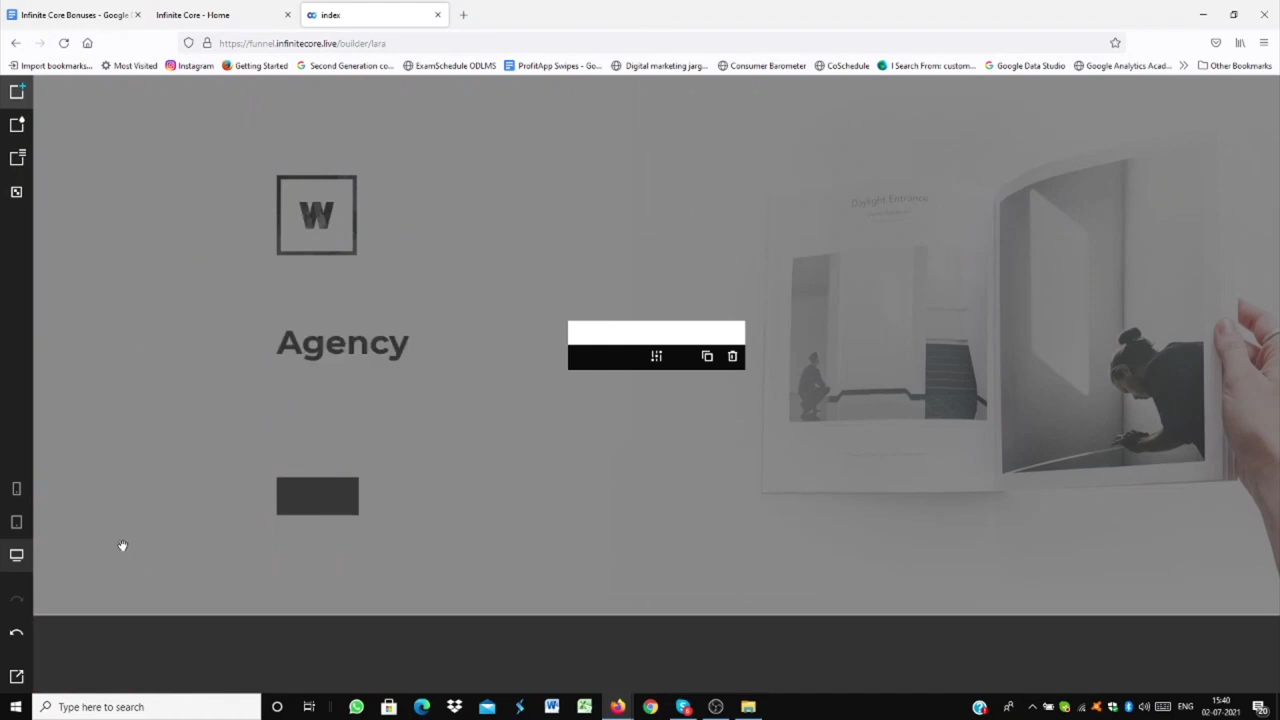 Infinite Core Bonuses - Google
Infinite Core - Home
index
https://funnel.infinitecore.live/builder/lara
Import bookmarks...
Most Visited
Instagram
Getting Started
Second Generation co...
ExamSchedule ODLMS
ProfitApp Swipes - Go...
Digital marketing jarg...
Consumer Barometer
CoSchedule
I Search From: custom...
Google Data Studio
Google Analytics Acad...
Other Bookmarks
W
Daylight Entrance
Agency
Type here to search
ENG
15:40
02-07-2021
20